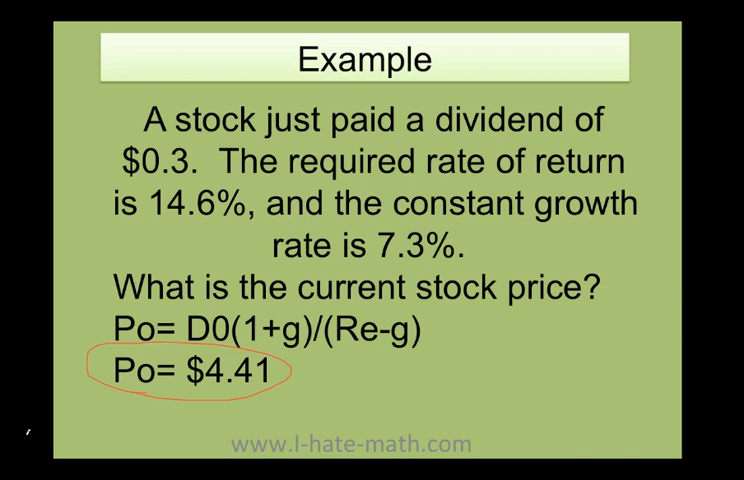 Example
A stock just paid a dividend of
$0.3. The required rate of return
is 14.6%, and the constant growth
rate is 7.3%.
What is the current stock price?
Po= D0(1+g)/(Re-g)
Po= $4.41
www.I-hate-math.com